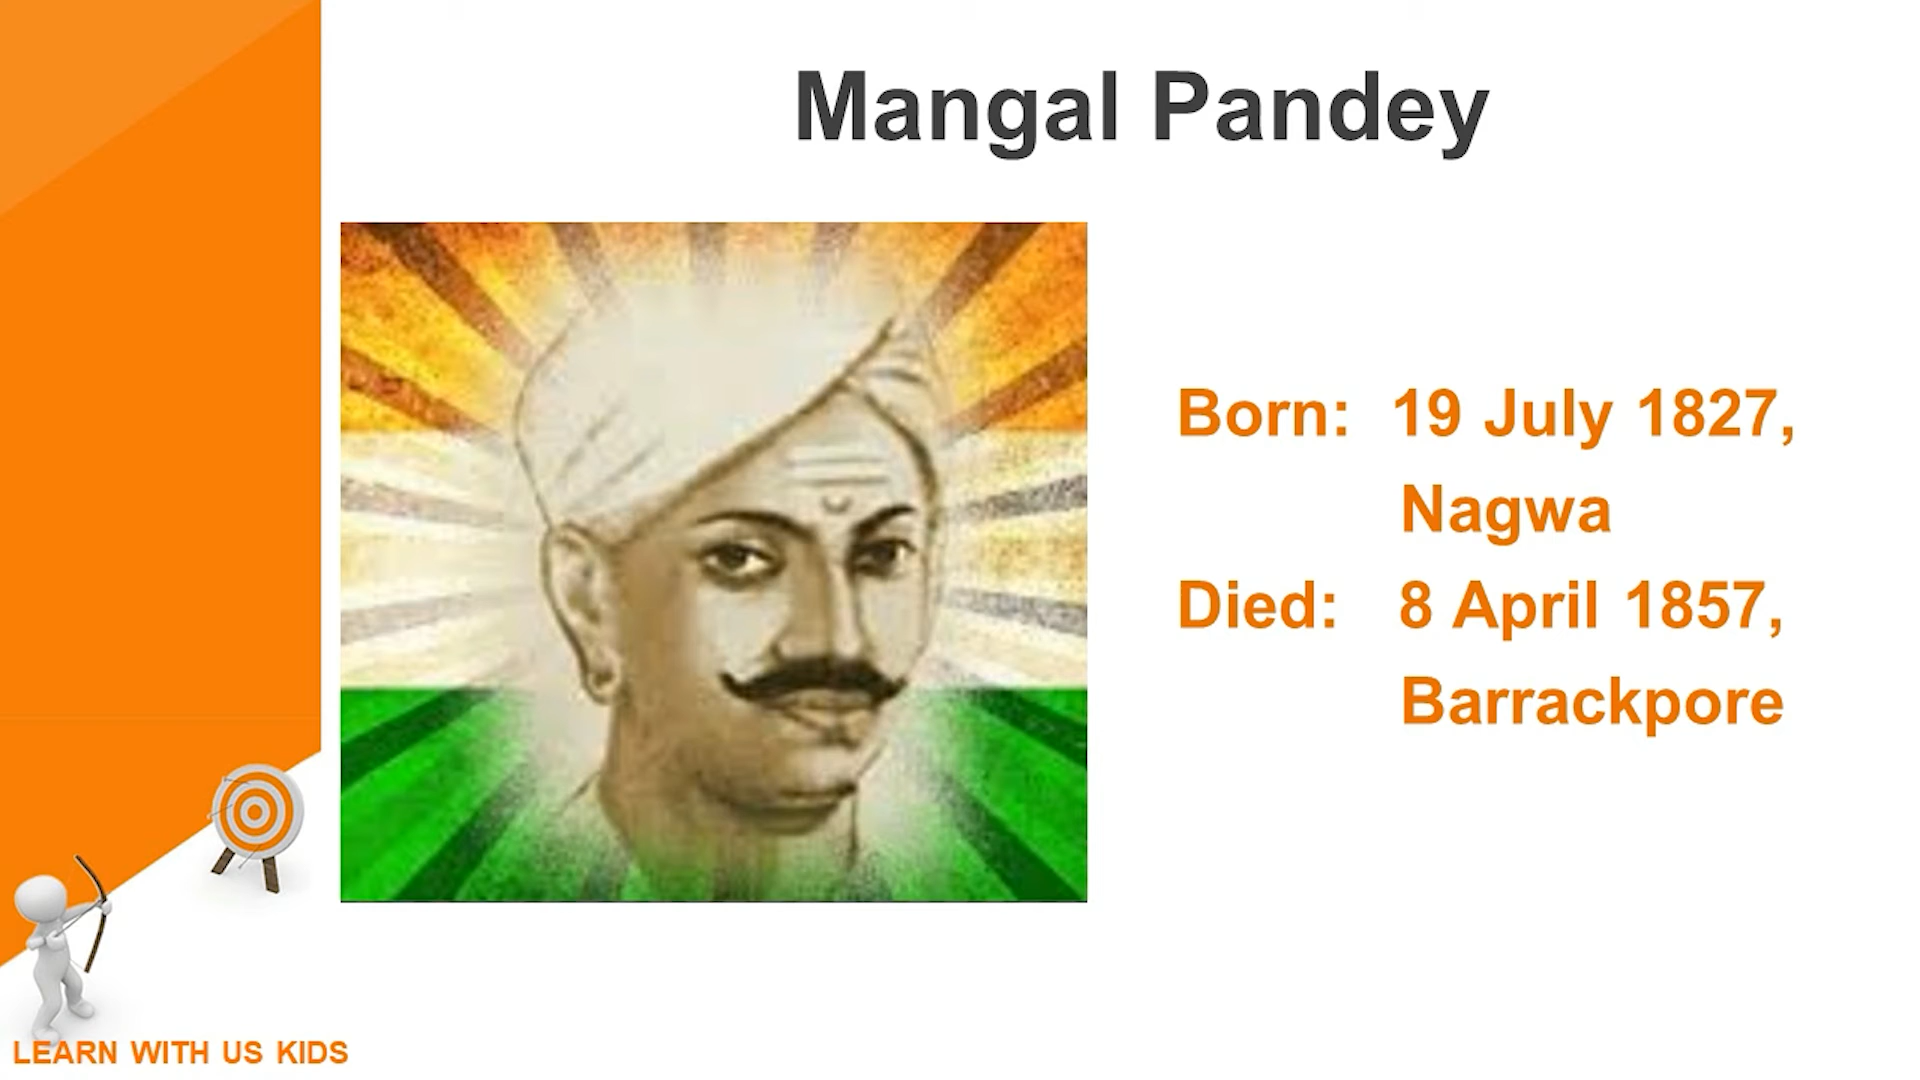 Mangal Pandey
Born: 19 July 1827,
Nagwa
Died: 8 April 1857,
Barrackpore
LEARN WITH US KIDS